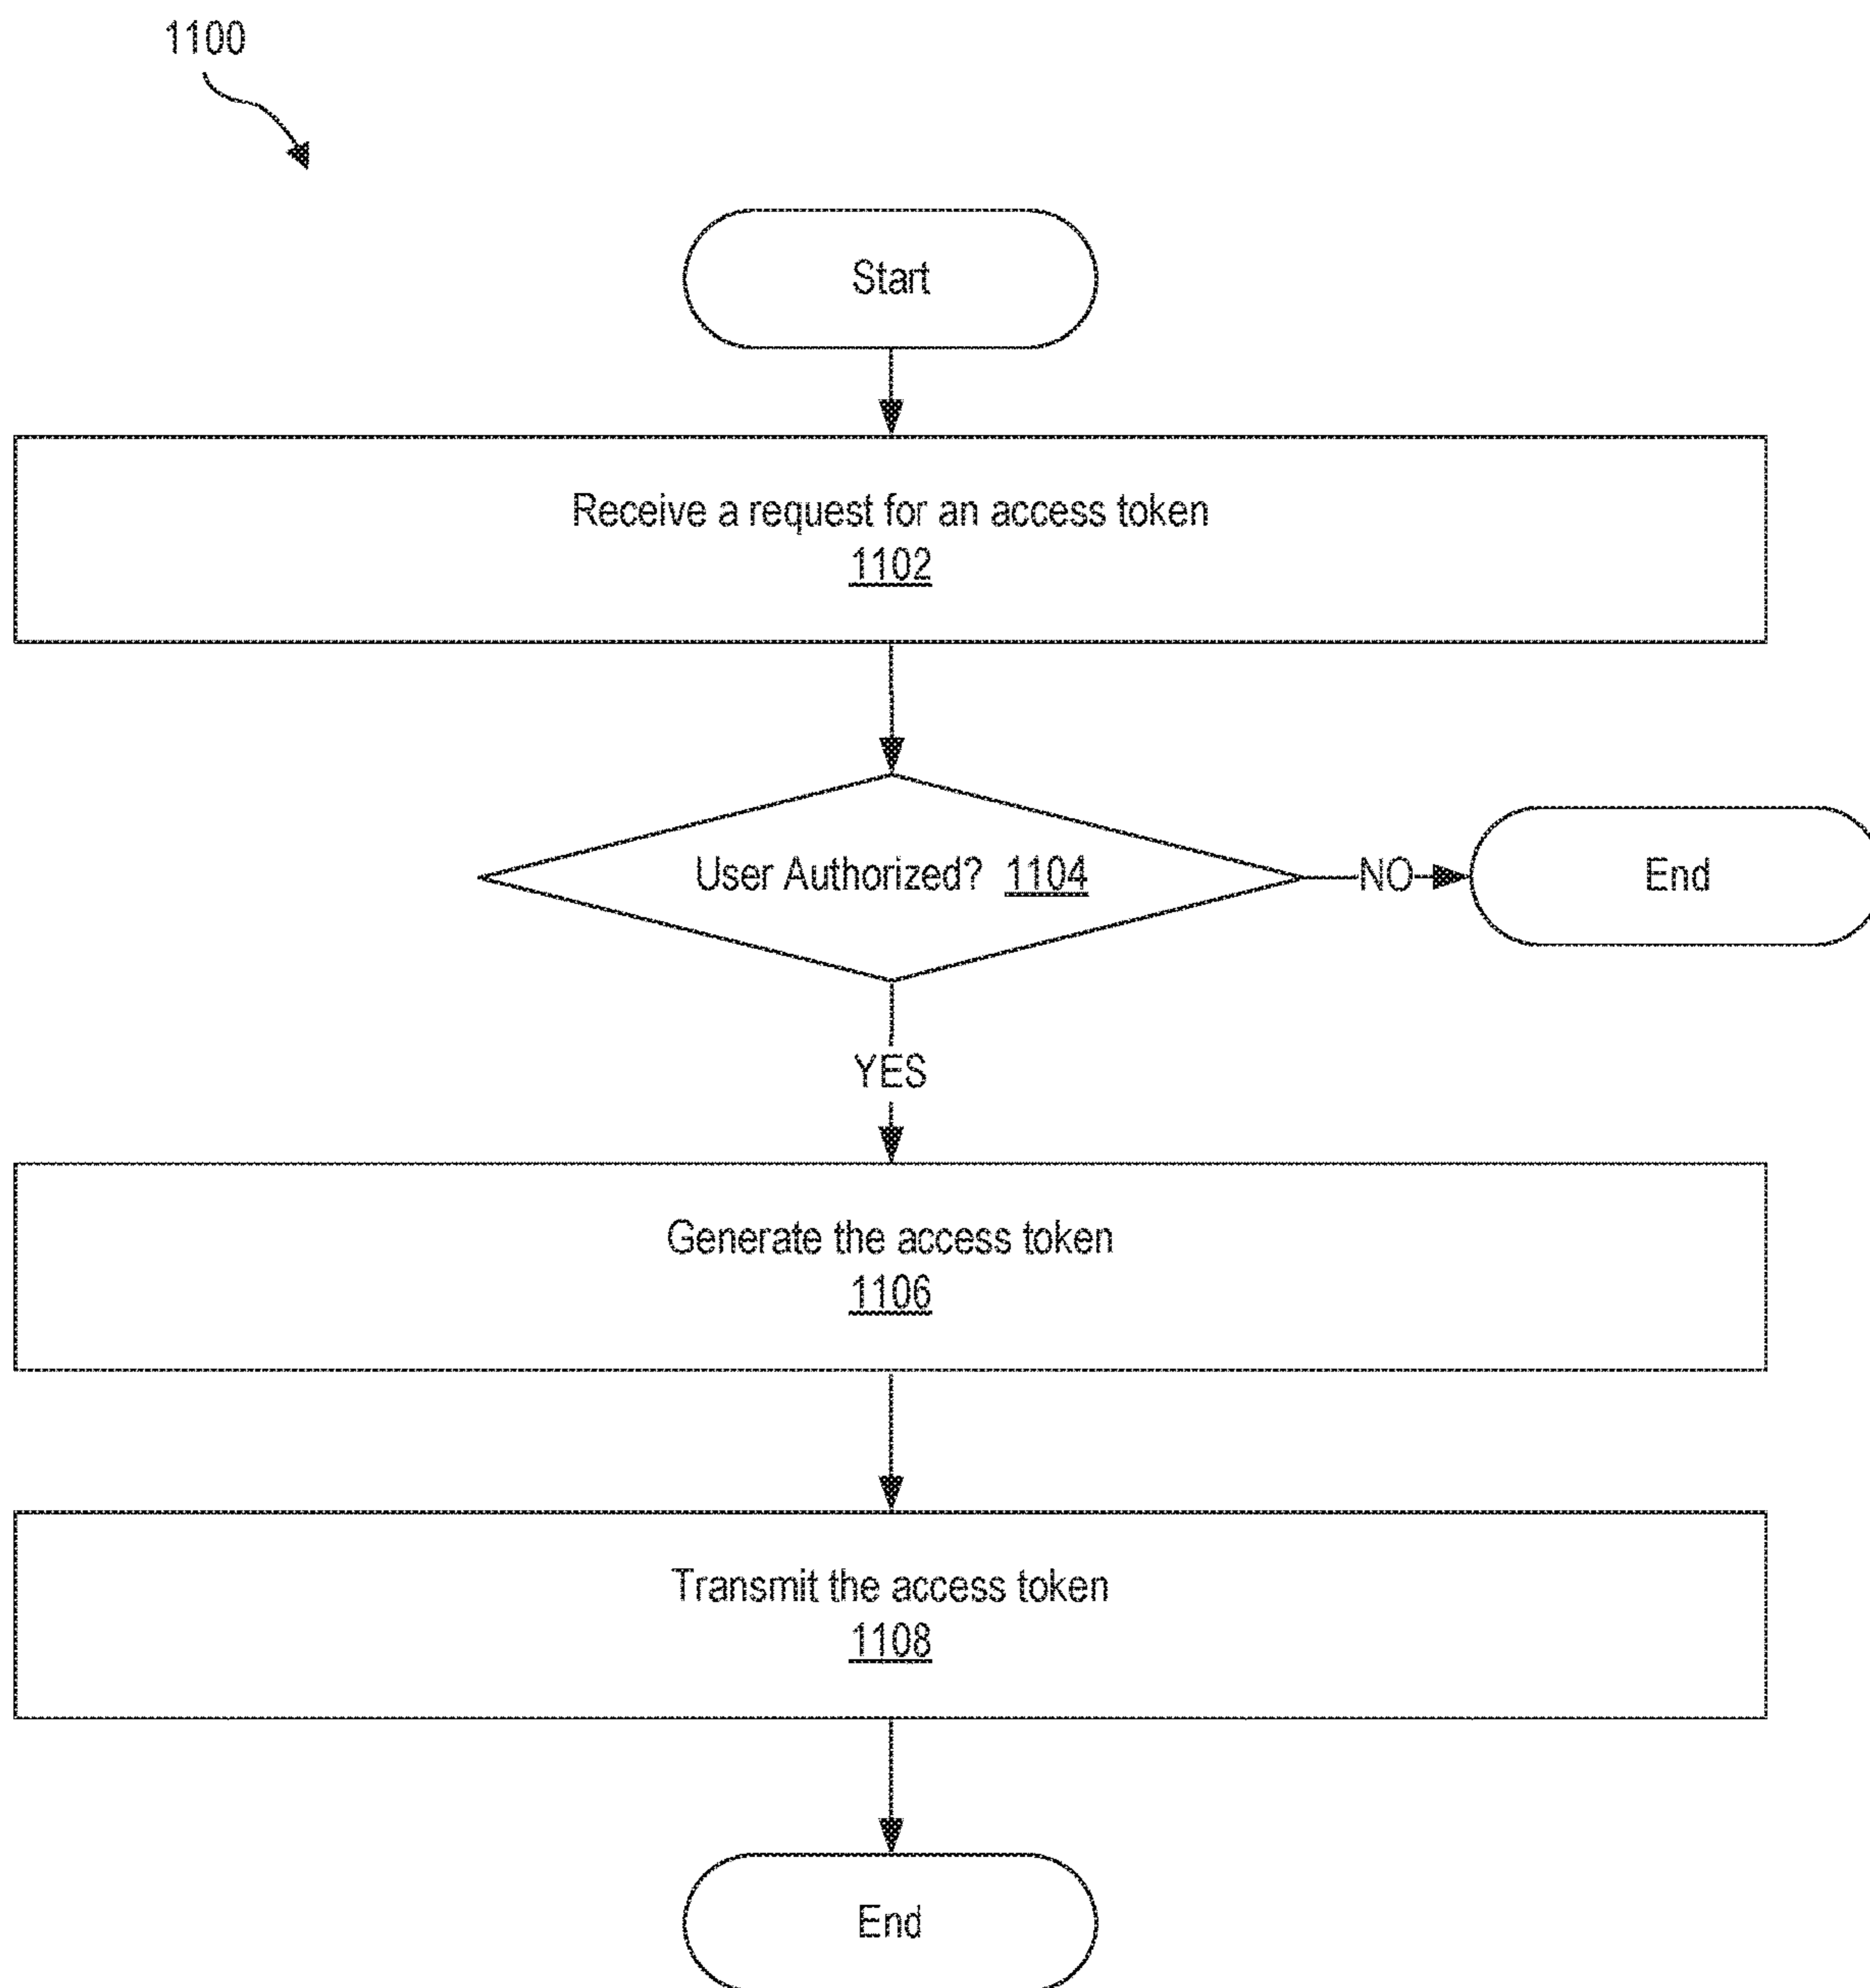 1100
Start
Receive a request for an access token
1102
User Authorized? 1104
NO
End
YES
Generate the access token
1106
Transmit the access token
1108
End